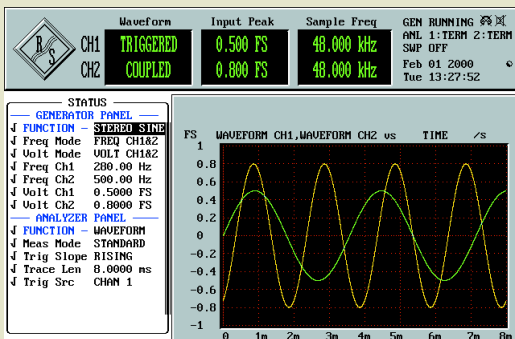 Waveform Input Peak Sample Freq GEN RUNNING
R S CH1 TRIGGERED 0.500 FS 48.000 kHz ANL 1:TERM 2:TERM
SWP OFF
CH2 COUPLED 0.800 FS 48.000 kHz Feb 01 2000
Tue 13:27:52
STATUS
GENERATOR PANEL
FUNCTION - STEREO SINE
Freq Mode FREQ CH1&2
Volt Mode VOLT CH1&2
Freq Ch1 280.00 Hz
Freq Ch2 500.00 Hz
Volt Ch1 0.5000 FS
Volt Ch2 0.8000 FS
ANALYZER PANEL
FUNCTION - WAVEFORM
Meas Mode STANDARD
Trig Slope RISING
Trace Len 8.0000 ms
Trig Src CHAN 1
FS WAVEFORM CH1,WAVEFORM CH2 vs TIME /s
1
0.8
0.6
0.4
0.2
0
-0.2
-0.4
-0.6
-0.8
-1
0 1m 2m 3m 4m 5m 6m 7m 8m